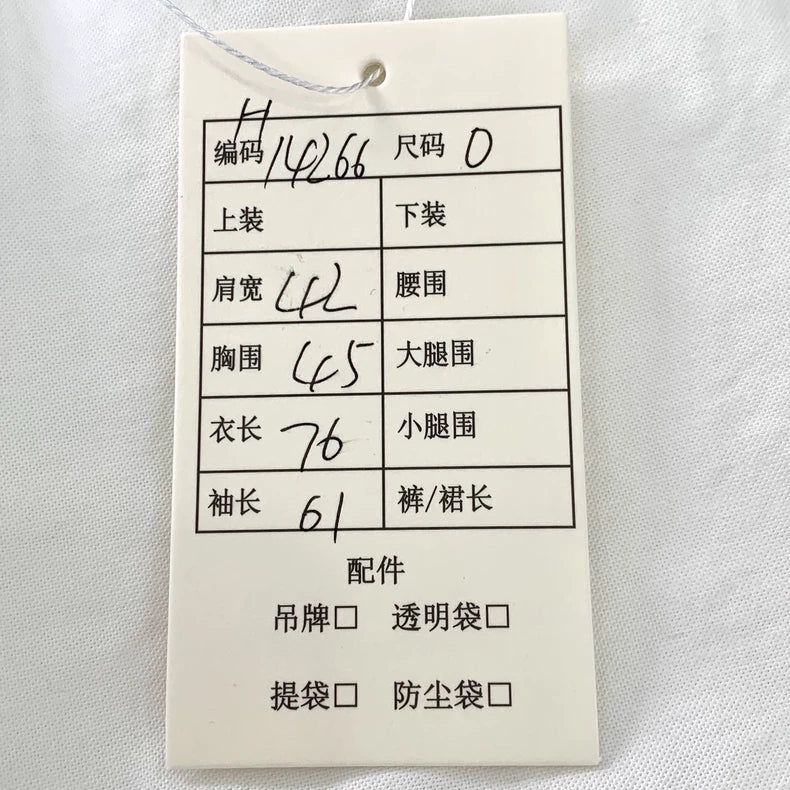 编码 H14266 尺码 0
上装 下装
肩宽 42 腰围
胸围 45 大腿围
衣长 76 小腿围
袖长 61 裤/裙长
配件
吊牌□ 透明袋□
提袋□ 防尘袋□